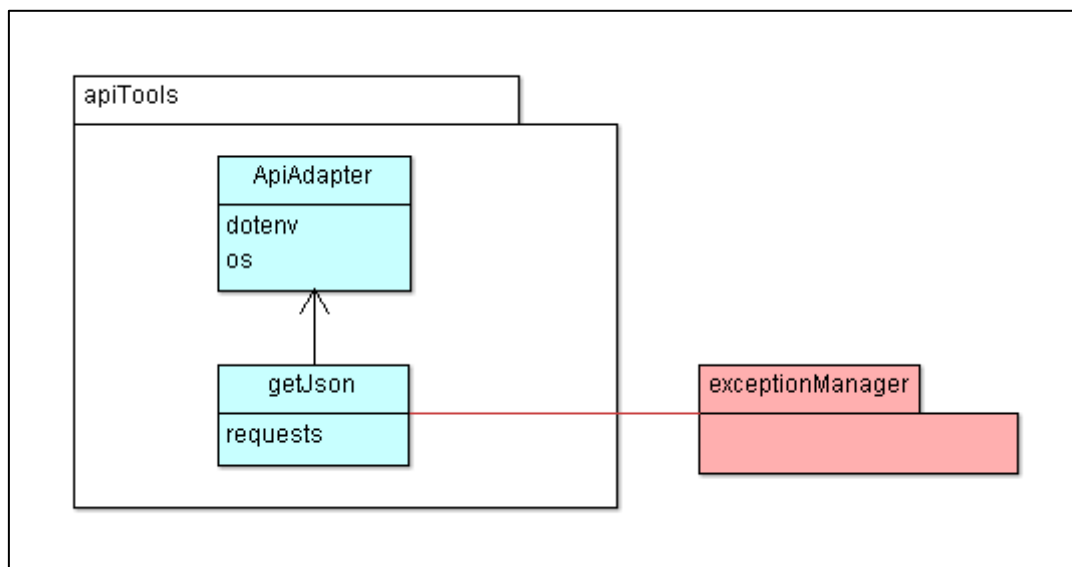 apiTools
ApiAdapter
dotenv
os
getJson
requests
exceptionManager